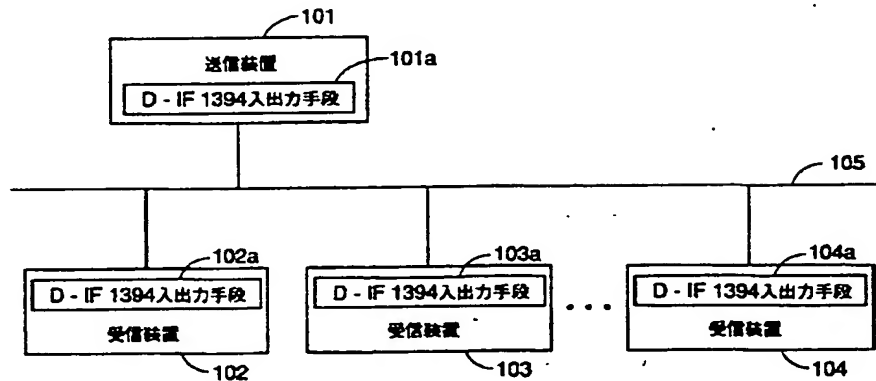 101
送信装置
101a
D - IF 1394入出力手段
105
102a
D - IF 1394入出力手段
受信装置
102
103a
D - IF 1394入出力手段
受信装置
103
...
104a
D - IF 1394入出力手段
受信装置
104